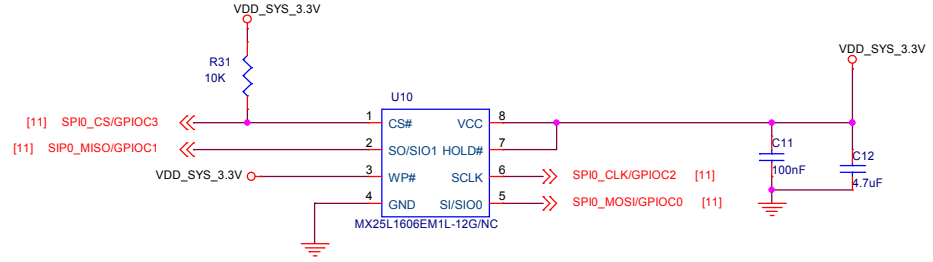 VDD_SYS_3.3V
VDD_SYS_3.3V
R31
10K
U10
[11] SPI0_CS/GPIOC3
1
CS#
VCC
8
[11] SIP0_MISO/GPIOC1
2
SO/SIO1
HOLD#
7
C11
100nF
C12
4.7uF
VDD_SYS_3.3V
3
WP#
SCLK
6
SPI0_CLK/GPIOC2 [11]
4
GND
SI/SIO0
5
SPI0_MOSI/GPIOC0 [11]
MX25L1606EM1L-12G/NC